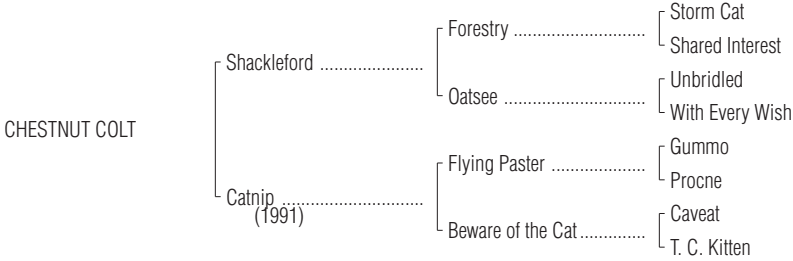 Storm Cat
Forestry ............................
Shared Interest
Shackleford ......................
Unbridled
Oatsee ..............................
With Every Wish
CHESTNUT COLT
Gummo
Flying Paster ....................
Procne
Catnip ..............................
(1991)
Caveat
Beware of the Cat..............
T. C. Kitten